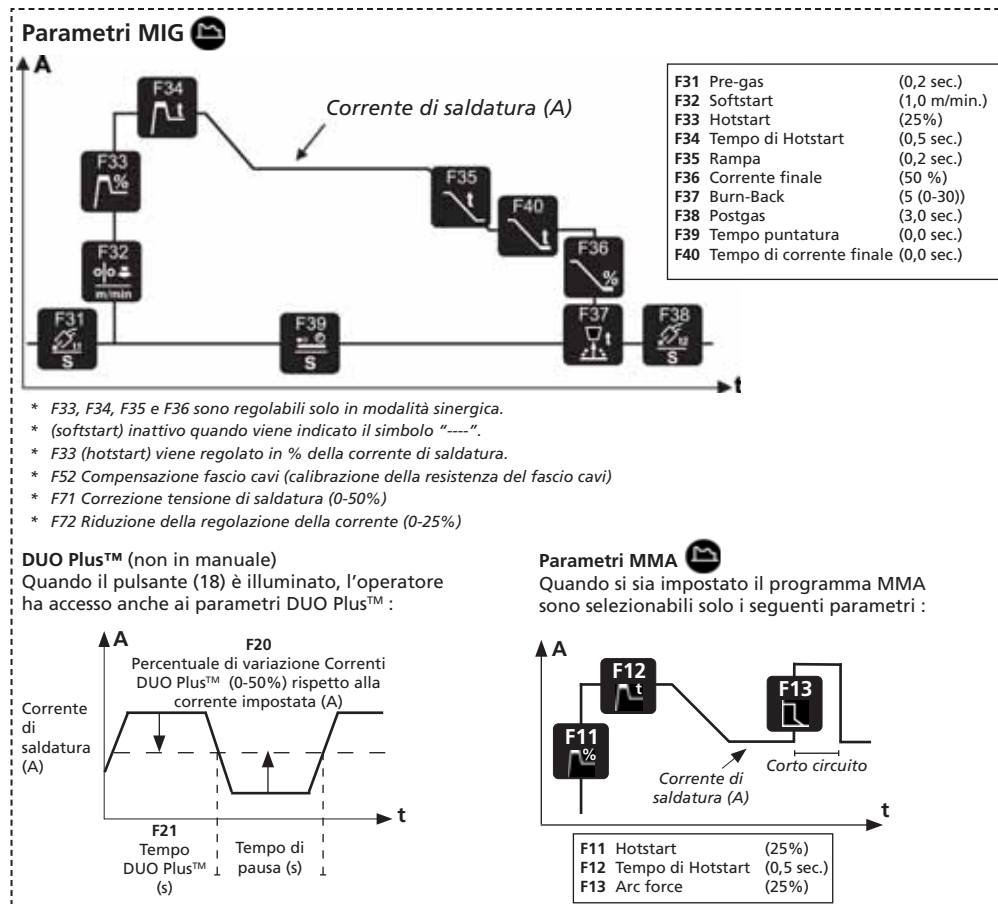 Parametri MIG
A
F34
t
Corrente di saldatura (A)
F33
%
F32
m/min
F31
t1
S
F39
S
F35
t
F40
t
F36
%
F37
t
F38
t2
S
t
F31 Pre-gas (0,2 sec.)
F32 Softstart (1,0 m/min.)
F33 Hotstart (25%)
F34 Tempo di Hotstart (0,5 sec.)
F35 Rampa (0,2 sec.)
F36 Corrente finale (50 %)
F37 Burn-Back (5 (0-30))
F38 Postgas (3,0 sec.)
F39 Tempo puntatura (0,0 sec.)
F40 Tempo di corrente finale (0,0 sec.)
* F33, F34, F35 e F36 sono regolabili solo in modalità sinergica.
* (softstart) inattivo quando viene indicato il simbolo "----".
* F33 (hotstart) viene regolato in % della corrente di saldatura.
* F52 Compensazione fascio cavi (calibrazione della resistenza del fascio cavi)
* F71 Correzione tensione di saldatura (0-50%)
* F72 Riduzione della regolazione della corrente (0-25%)
DUO Plus™ (non in manuale)
Quando il pulsante (18) è illuminato, l'operatore
ha accesso anche ai parametri DUO Plus™ :
A
F20
Percentuale di variazione Correnti
DUO Plus™ (0-50%) rispetto alla
corrente impostata (A)
Corrente
di
saldatura
(A)
t
F21
Tempo
DUO Plus™
(s)
Tempo di
pausa (s)
Parametri MMA
Quando si sia impostato il programma MMA
sono selezionabili solo i seguenti parametri :
A
F12
t
F11
%
F13
Corrente di
saldatura (A)
Corto circuito
t
F11 Hotstart (25%)
F12 Tempo di Hotstart (0,5 sec.)
F13 Arc force (25%)